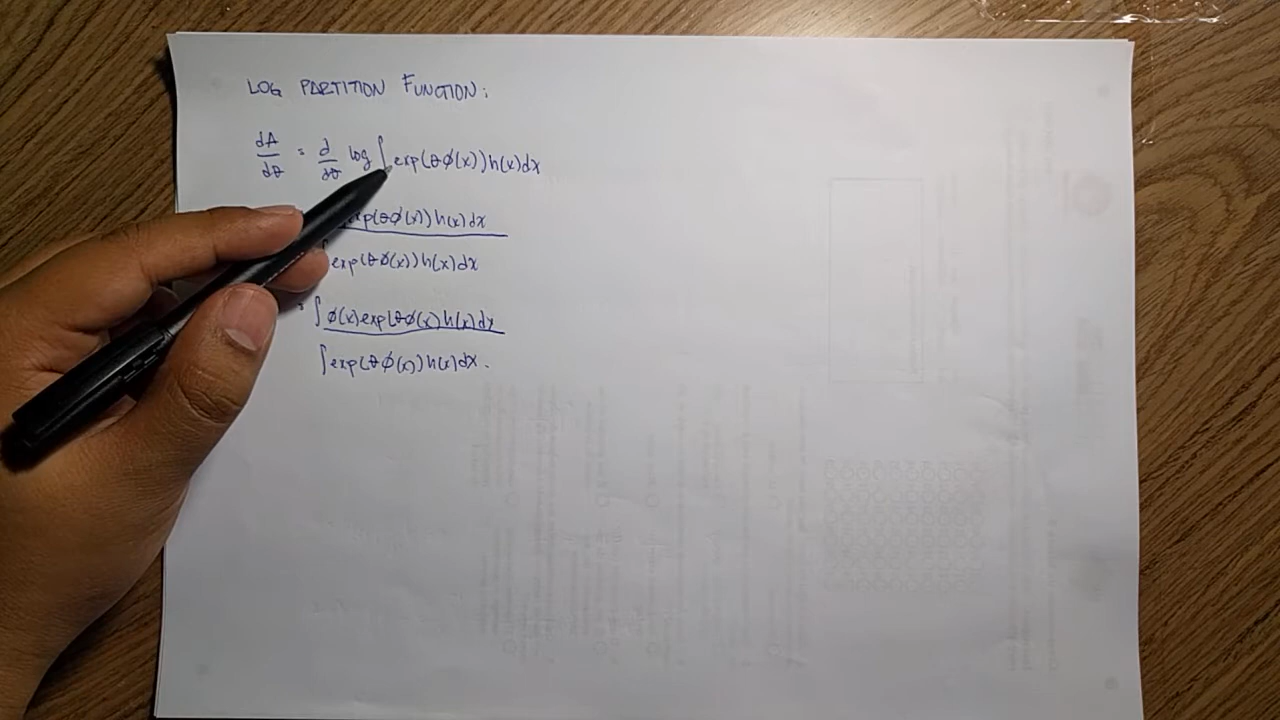 LOG PARTITION FUNCTION:
dA/dθ = d/dθ log ∫exp(θϕ(x))h(x)dx
exp(θϕ(x))h(x)dx
∫exp(θϕ(x))h(x)dx
= ∫ϕ(x)exp(θϕ(x)h(x)dx
∫exp(θϕ(x))h(x)dx.